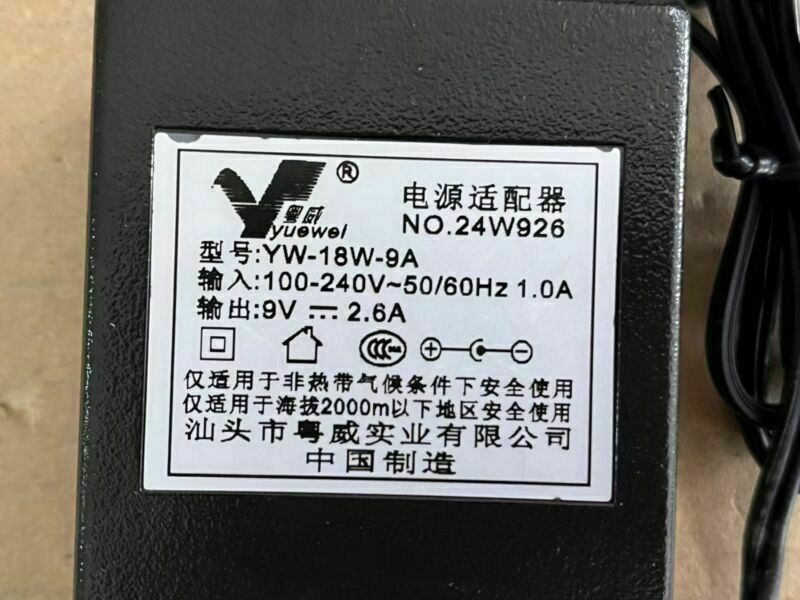 粤威®
yuewei
电源适配器
NO.24W926
型号:YW-18W-9A
输入:100-240V~50/60Hz 1.0A
输出:9V ⎓ 2.6A
CCC
仅适用于非热带气候条件下安全使用
仅适用于海拔2000m以下地区安全使用
汕头市粤威实业有限公司
中国制造